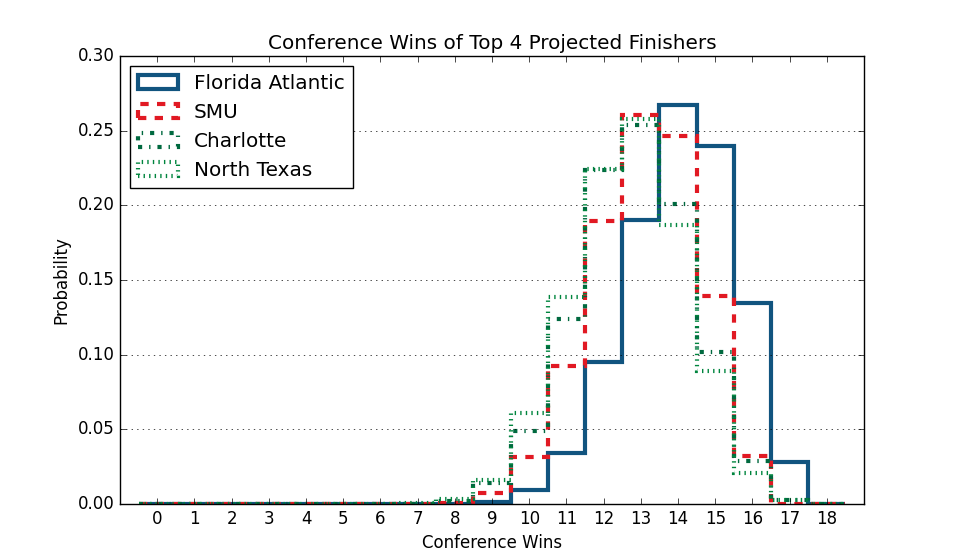 Conference Wins of Top 4 Projected Finishers
0.30
0.25
0.20
0.15
0.10
0.05
0.00
Probability
Florida Atlantic
SMU
Charlotte
North Texas
0 1 2 3 4 5 6 7 8 9 10 11 12 13 14 15 16 17 18
Conference Wins